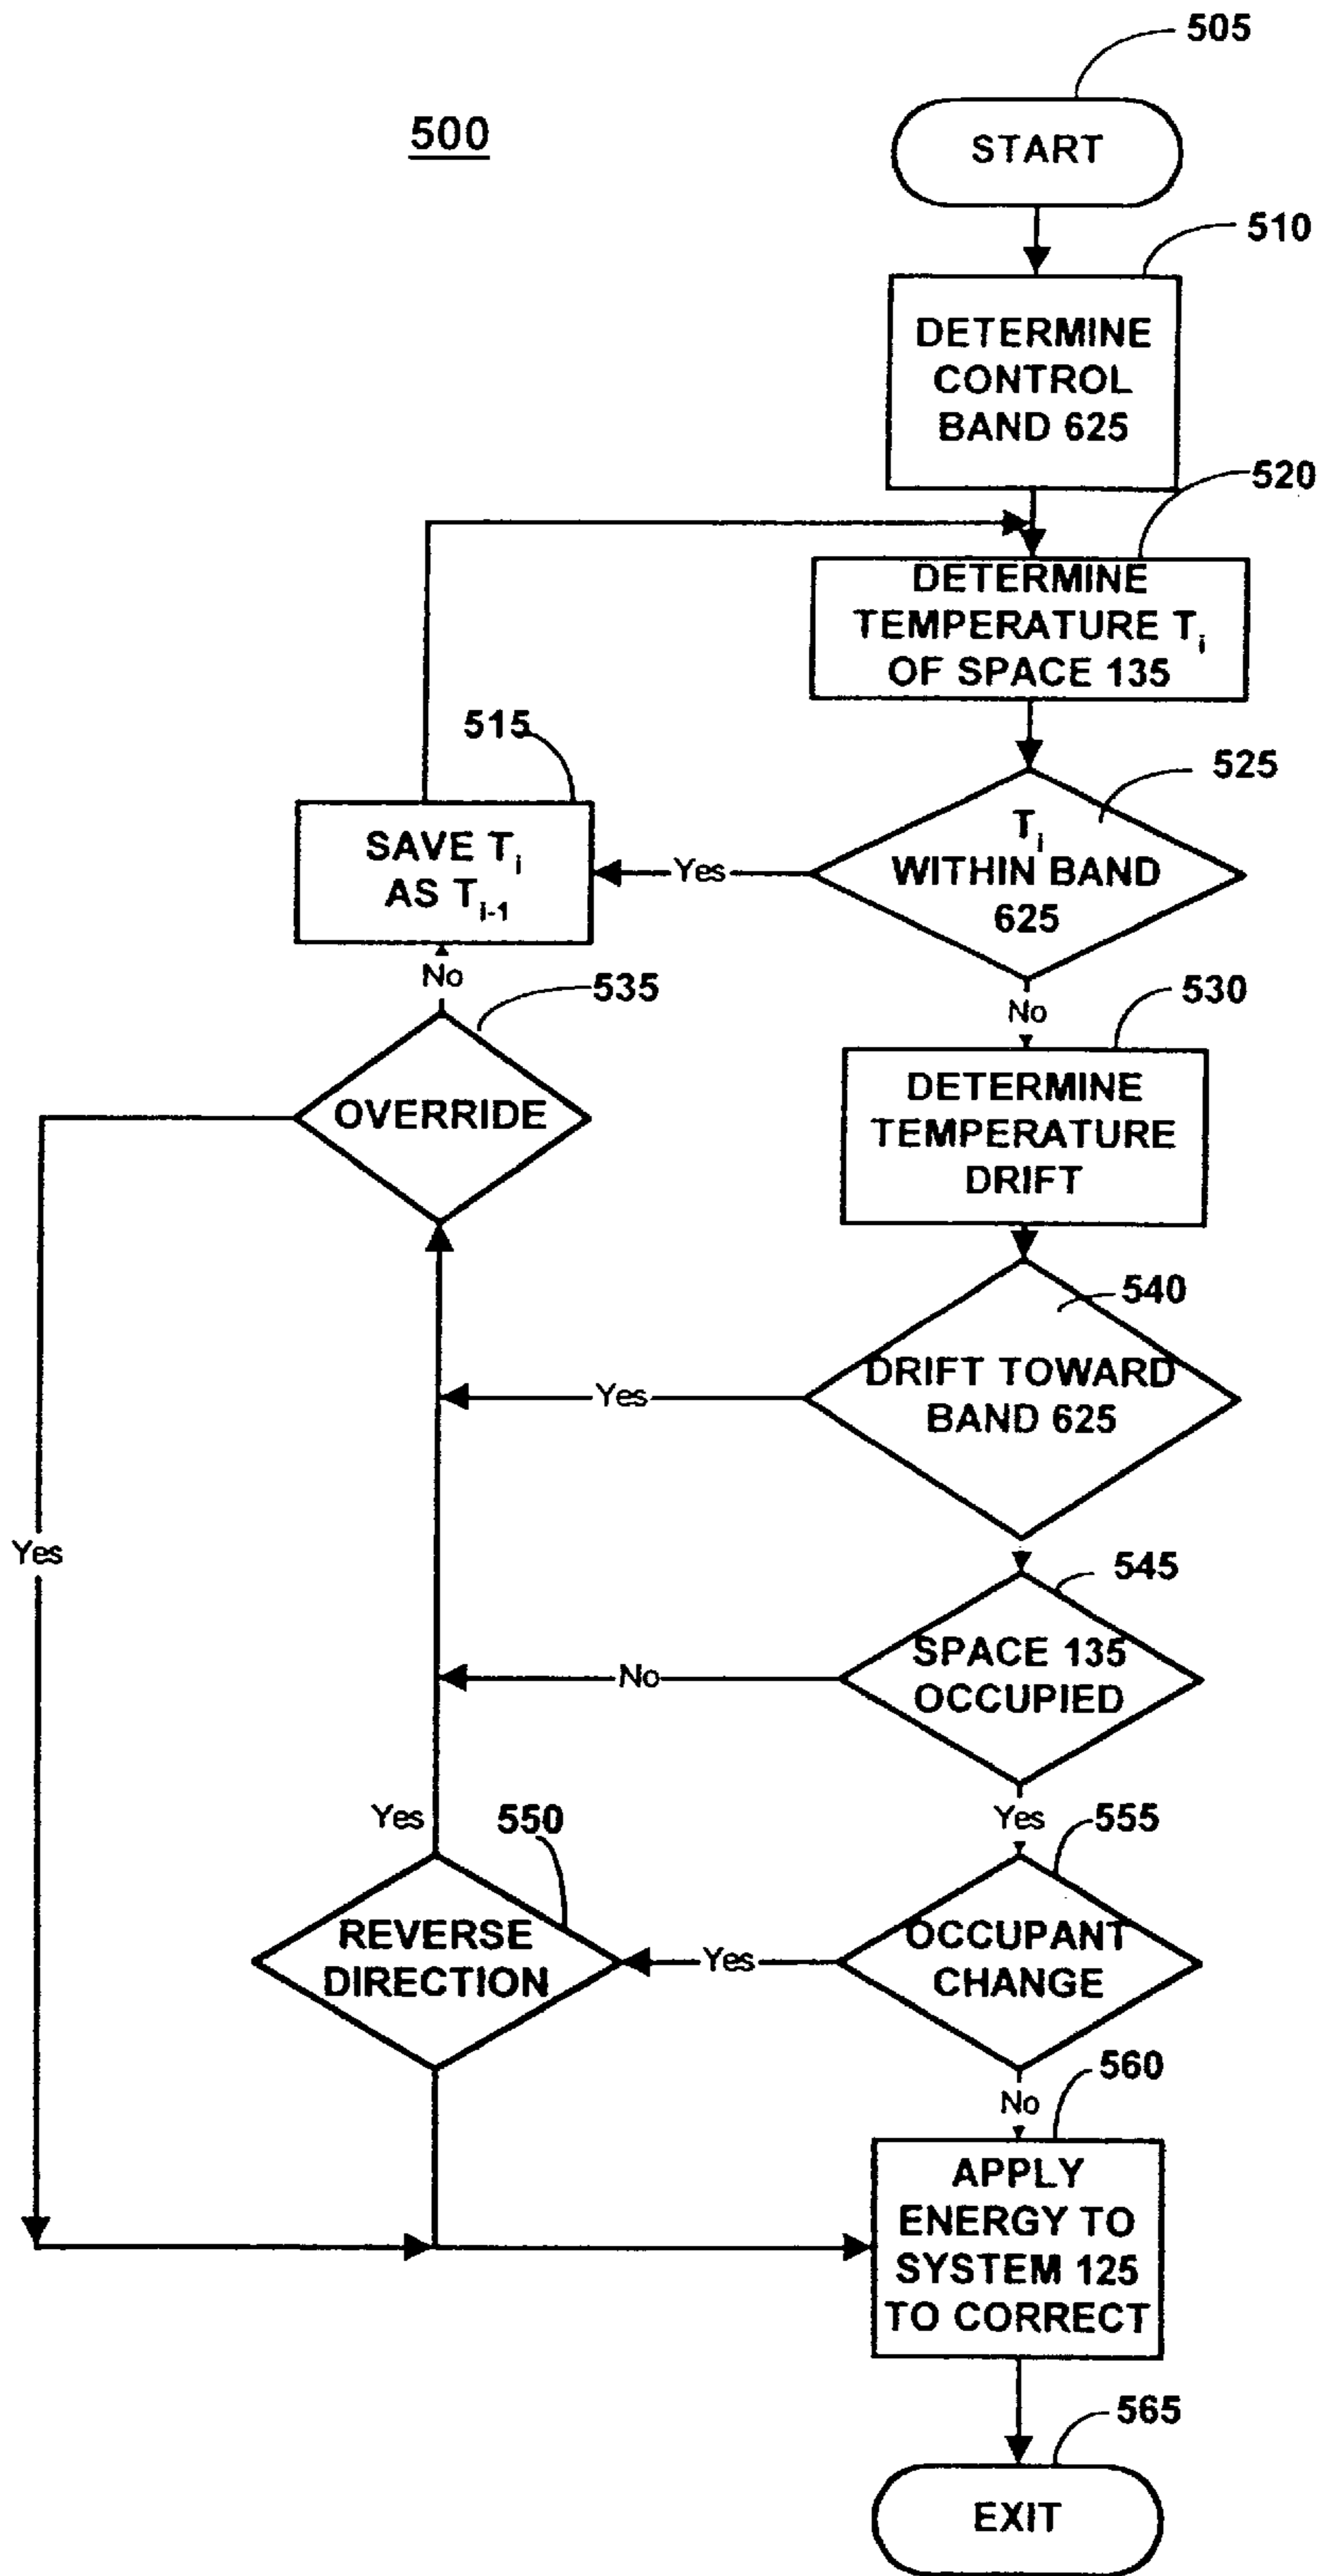 505
500
START
510
DETERMINE
CONTROL
BAND 625
520
DETERMINE
TEMPERATURE Ti
OF SPACE 135
515
525
SAVE Ti
AS Ti-1
Yes
Ti
WITHIN BAND
625
No
535
No
530
OVERRIDE
DETERMINE
TEMPERATURE
DRIFT
540
Yes
DRIFT TOWARD
BAND 625
Yes
545
No
SPACE 135
OCCUPIED
Yes
550
Yes
555
REVERSE
DIRECTION
Yes
OCCUPANT
CHANGE
560
No
APPLY
ENERGY TO
SYSTEM 125
TO CORRECT
565
EXIT